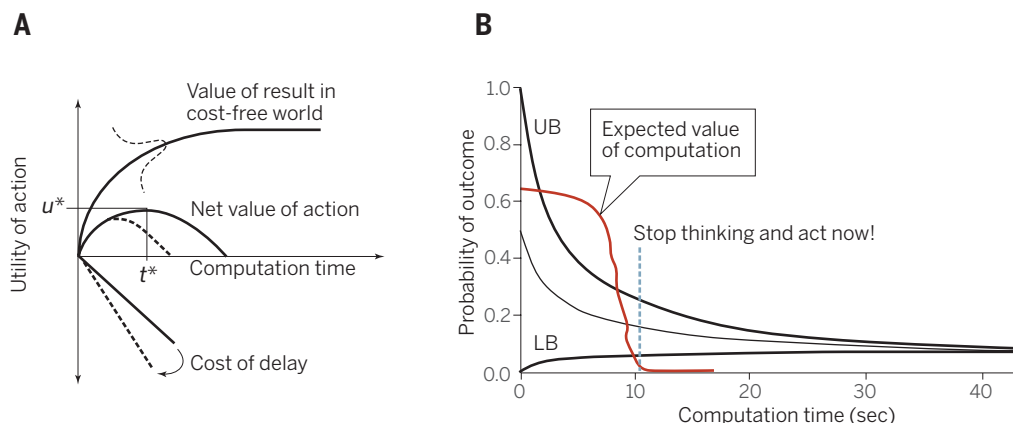 A
Value of result in
cost-free world
Utility of action
u*
Net value of action
t*
Computation time
Cost of delay
B
1.0
0.8
0.6
0.4
0.2
0.0
UB
LB
Expected value
of computation
Stop thinking and act now!
Probability of outcome
0
10
20
30
40
Computation time (sec)